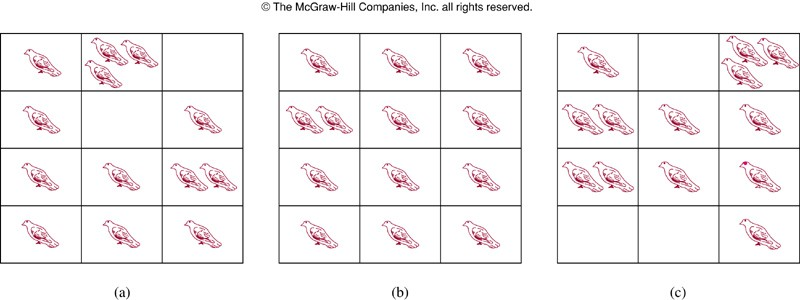 © The McGraw-Hill Companies, Inc. all rights reserved.
(a) (b) (c)